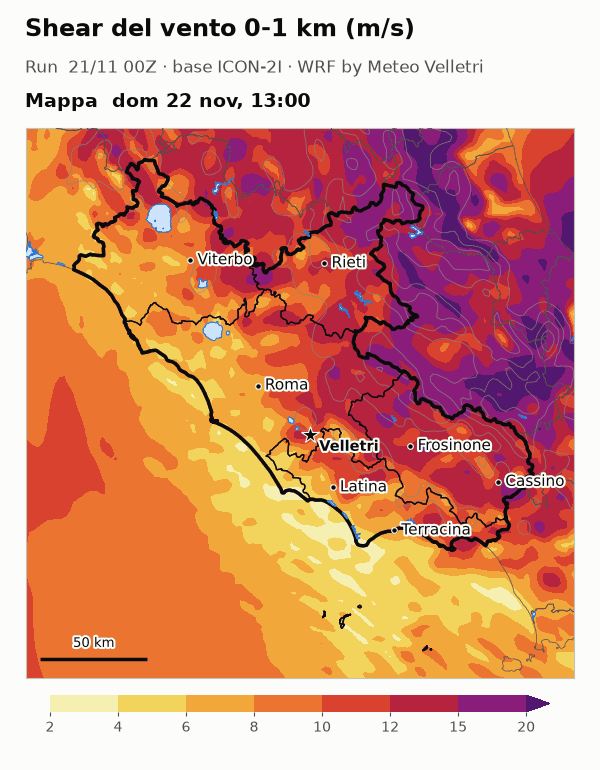 Shear del vento 0-1 km (m/s)
Run 21/11 00Z · base ICON-2I · WRF by Meteo Velletri
Mappa dom 22 nov, 13:00
Viterbo
Rieti
Roma
Velletri
Frosinone
Cassino
Latina
Terracina
50 km
2 4 6 8 10 12 15 20